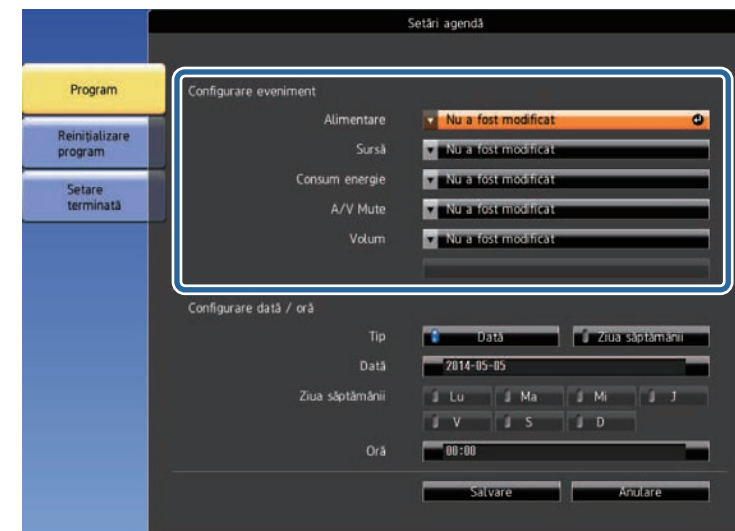 Setări agendă
Program
Reinițializare
program
Setare
terminată
Configurare eveniment
Alimentare Nu a fost modificat
Sursă Nu a fost modificat
Consum energie Nu a fost modificat
A/V Mute Nu a fost modificat
Volum Nu a fost modificat
Configurare dată / oră
Tip Dată Ziua săptămânii
Dată 2014-05-05
Ziua săptămânii Lu Ma Mi J
V S D
Oră 00:00
Salvare Anulare